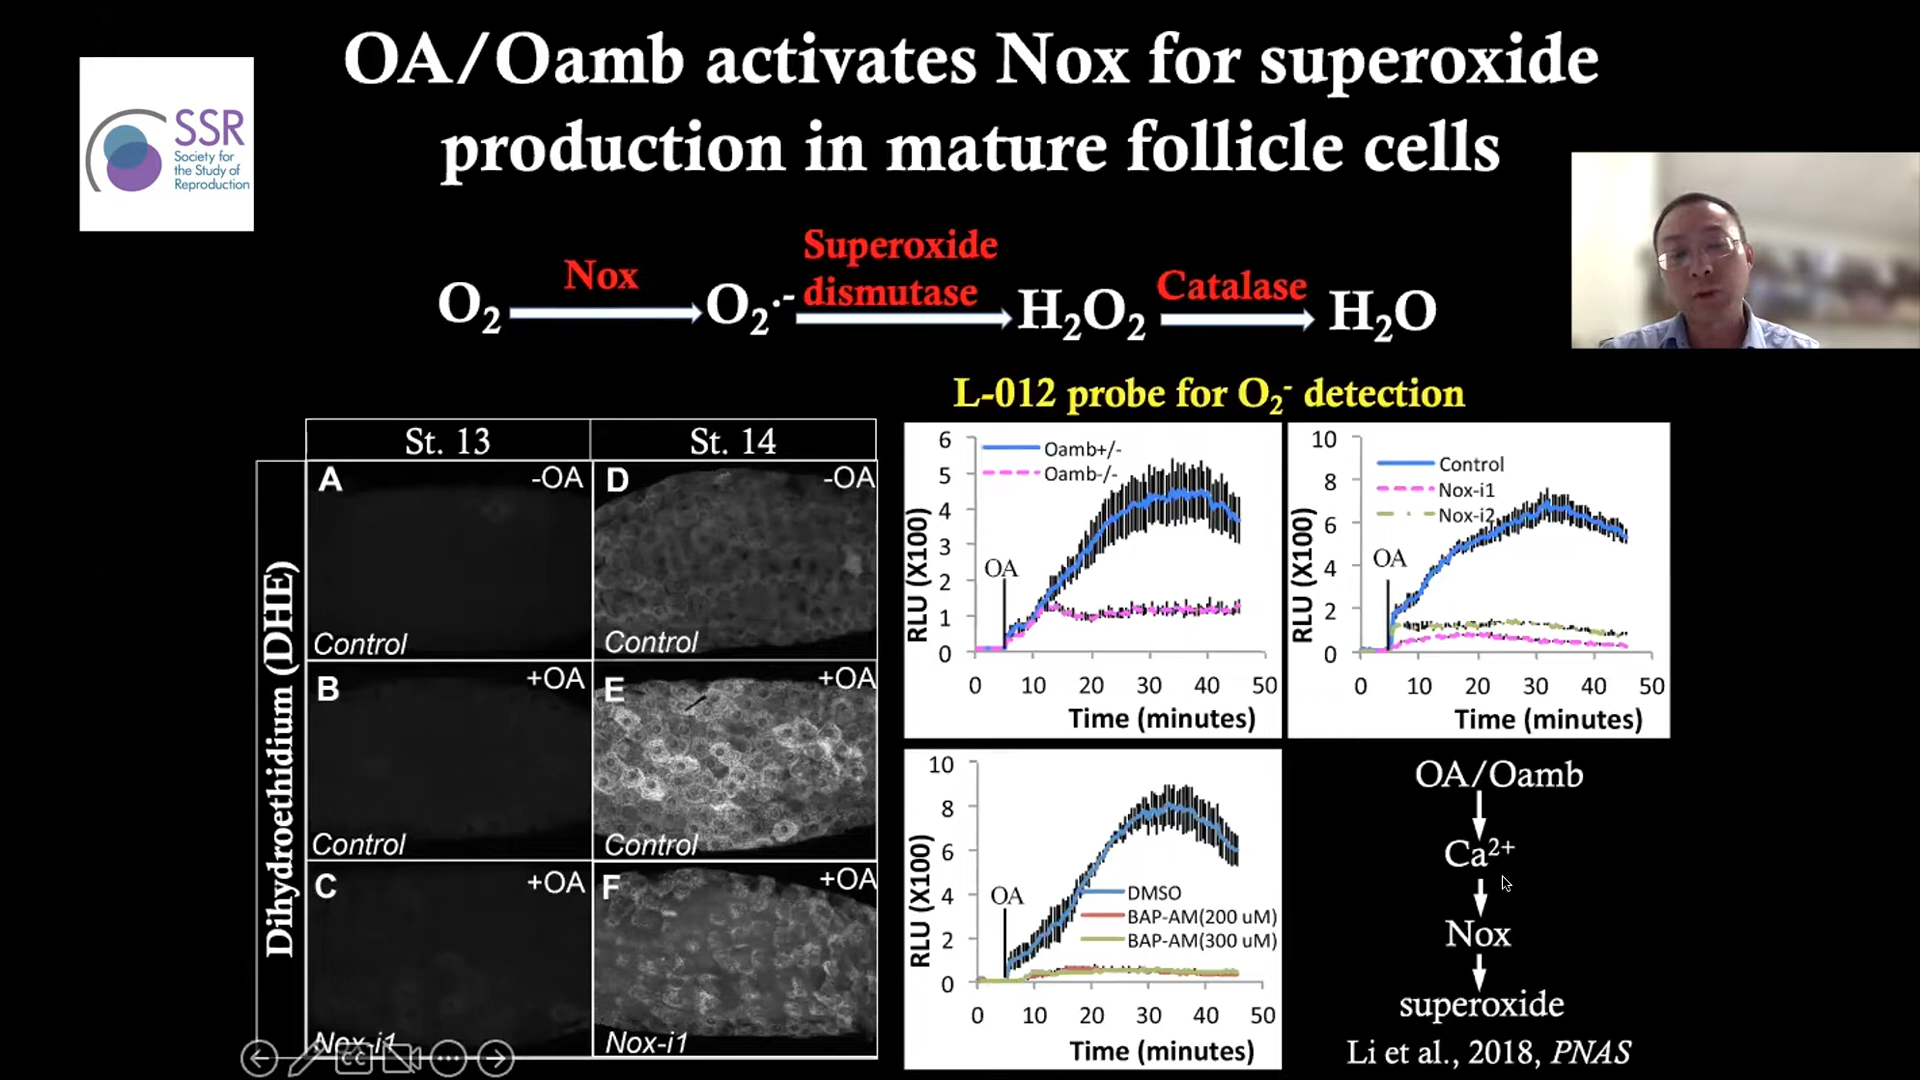 OA/Oamb activates Nox for superoxide
production in mature follicle cells
SSR
Society for
the Study of
Reproduction
O2 Nox O2·- Superoxide dismutase H2O2 Catalase H2O
L-012 probe for O2- detection
St. 13 St. 14
Dihydroethidium (DHE)
A -OA Control
D -OA Control
B +OA Control
E +OA Control
C +OA Nox-i1
F +OA Nox-i1
RLU (X100)
6
5
4
3
2
1
0
Oamb+/-
Oamb-/-
OA
0 10 20 30 40 50
Time (minutes)
RLU (X100)
10
8
6
4
2
0
Control
Nox-i1
Nox-i2
OA
0 10 20 30 40 50
Time (minutes)
RLU (X100)
10
8
6
4
2
0
OA
DMSO
BAP-AM(200 uM)
BAP-AM(300 uM)
0 10 20 30 40 50
Time (minutes)
OA/Oamb
Ca2+
Nox
superoxide
Li et al., 2018, PNAS
CC